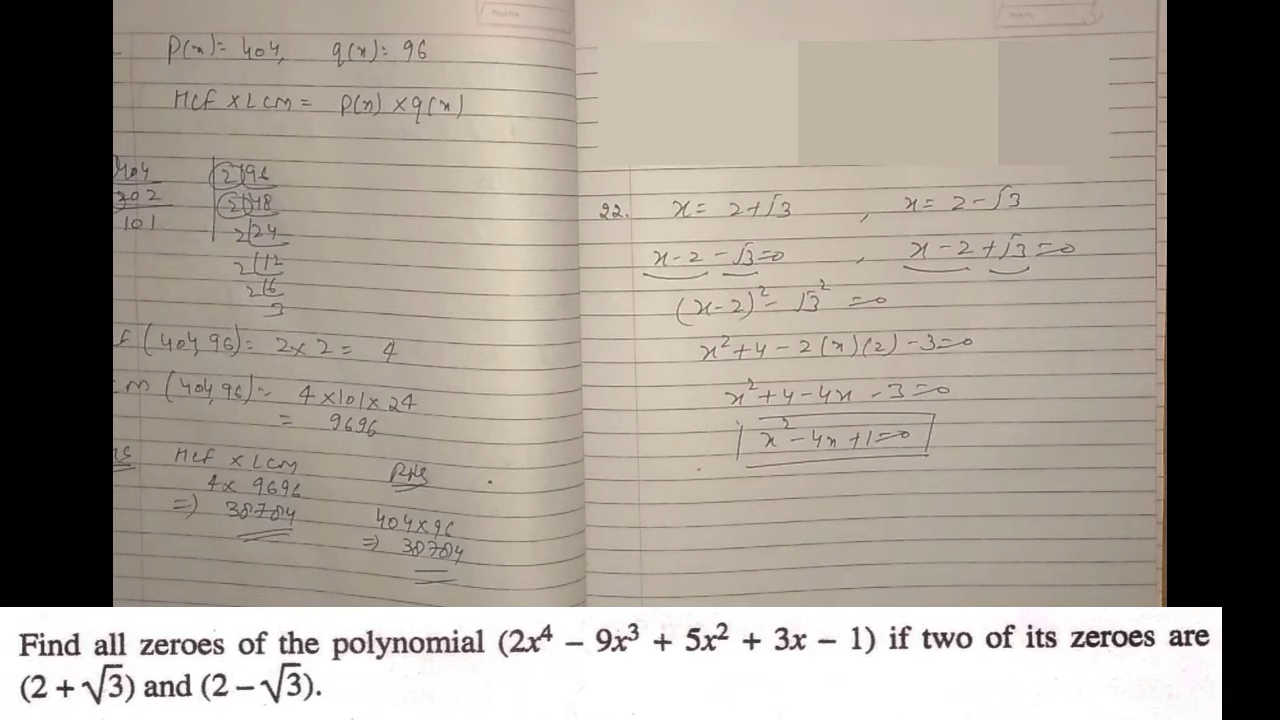 P(x) = 404, q(x) = 96
HCF × LCM = P(x) × q(x)
404
202
101
2|96
2|48
2|24
2|12
2|6
3
F (404, 96) = 2 × 2 = 4
m (404, 96) = 4 × 101 × 24
= 9696
HCF × LCM
4 × 9696
⇒) 38784
RHS
404 × 96
⇒ 38784
22. x = 2 + √3 , x = 2 - √3
x - 2 - √3 = 0 , x - 2 + √3 = 0
(x - 2)² - √3² = 0
x² + 4 - 2(x)(2) - 3 = 0
x² + 4 - 4x - 3 = 0
x² - 4x + 1 = 0
Find all zeroes of the polynomial (2x⁴ – 9x³ + 5x² + 3x – 1) if two of its zeroes are
(2 + √3) and (2 – √3).